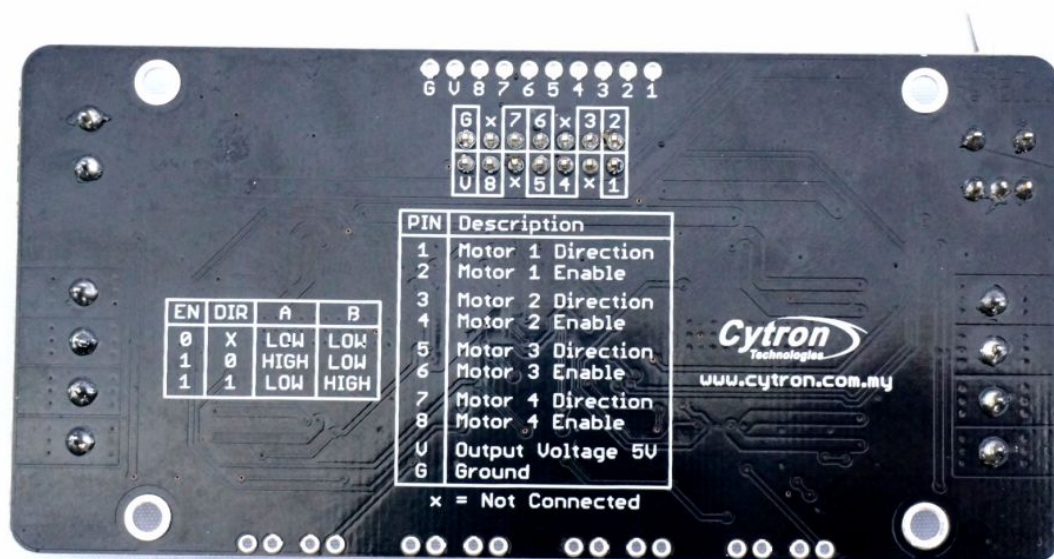 G V 8 7 6 5 4 3 2 1
G x 7 6 x 3 2
V 8 x 5 4 x 1
PIN Description
1 Motor 1 Direction
2 Motor 1 Enable
3 Motor 2 Direction
4 Motor 2 Enable
5 Motor 3 Direction
6 Motor 3 Enable
7 Motor 4 Direction
8 Motor 4 Enable
V Output Voltage 5V
G Ground
x = Not Connected
EN DIR A B
0 X LOW LOW
1 0 HIGH LOW
1 1 LOW HIGH
Cytron
Technologies
www.cytron.com.my